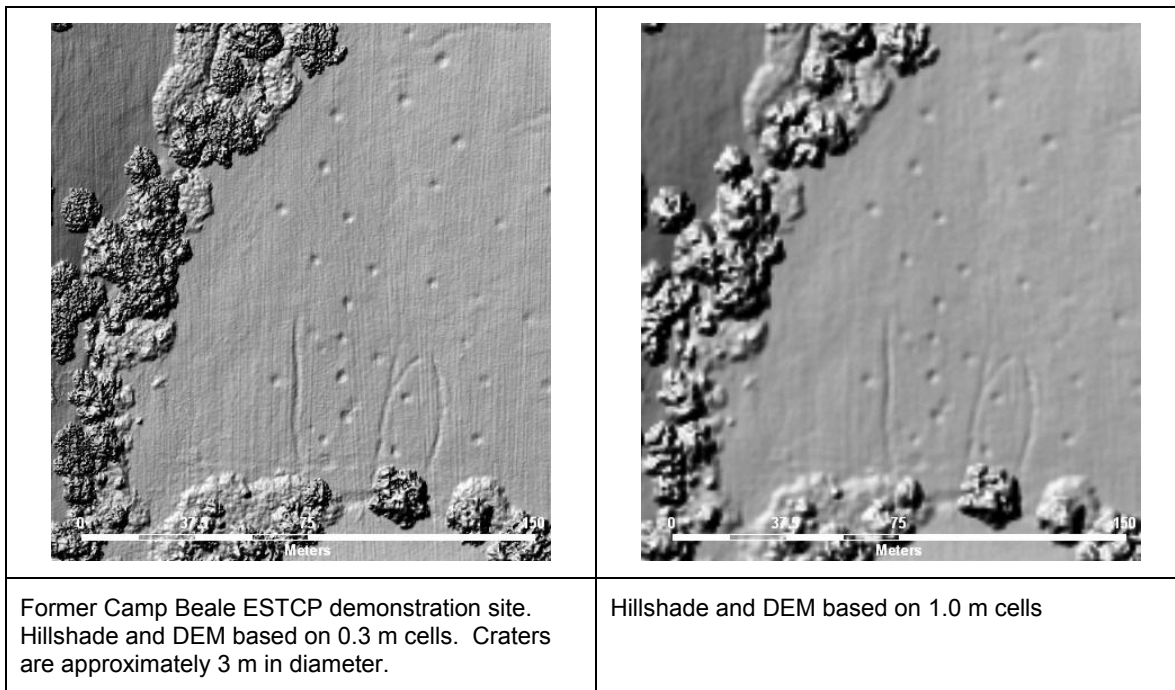 0 37.5 75 150
Meters
0 37.5 75 150
Meters
Former Camp Beale ESTCP demonstration site.
Hillshade and DEM based on 0.3 m cells. Craters
are approximately 3 m in diameter.
Hillshade and DEM based on 1.0 m cells